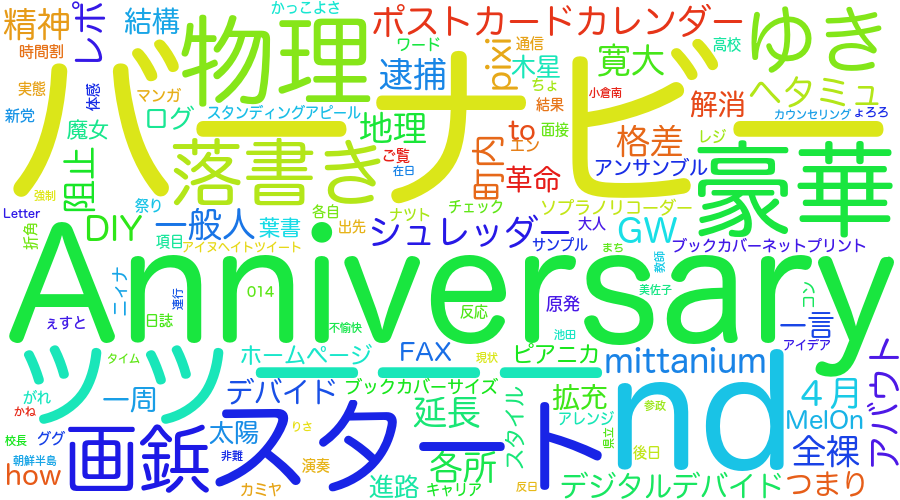 精神
レポ
結構
かっこよさ
ポストカードカレンダー
ゆき
時間割
バーナビー
物理
ワード
通信
pixi
木星
寛大
高校
実態
体感
マンガ
逮捕
ちょ
ヘタミュ
新党
魔女
ログ
スタンディングアピール
結果
小倉南
解消
カウンセリング
ょろろ
阻止
落書き
地理
町内
to
エン
面接
格差
レジ
豪華
ご覧
在日
革命
アンサンブル
強制
Letter
祭り
各自
ナツト
チェック
ソプラノリコーダー
折角
DIY
一般人
葉書
出先
シュレッダー
大人
GW
項目
アイヌヘイトツイート
サンプル
まち
ブックカバーネットプリント
Anniversary
ニイナ
連行
014
反応
原発
教師
美佐子
コン
ぇすと
日誌
不愉快
池田
一言
アイデア
ツッツ
タイム
ホームページ
FAX
現状
ピアニカ
mittanium
アバウト
がれ
かね
一周
デバイド
ブックカバーサイズ
拡充
nd
4月
校長
ググ
太陽
りさ
スタート
延長
スタイル
アレンジ
参政
MelOn
朝鮮半島
非難
画鋲
県立
後日
全裸
how
演奏
各所
カミヤ
進路
キャリア
反日
デジタルデバイド
つまり